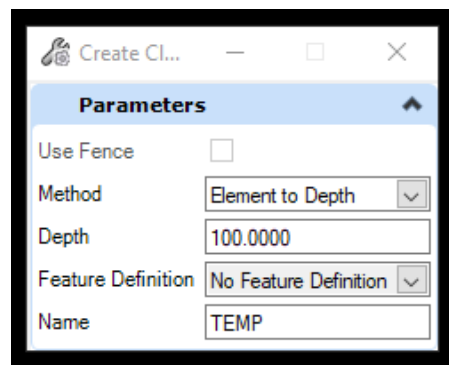 Create Cl...
Parameters
Use Fence
Method Element to Depth
Depth 100.0000
Feature Definition No Feature Definition
Name TEMP